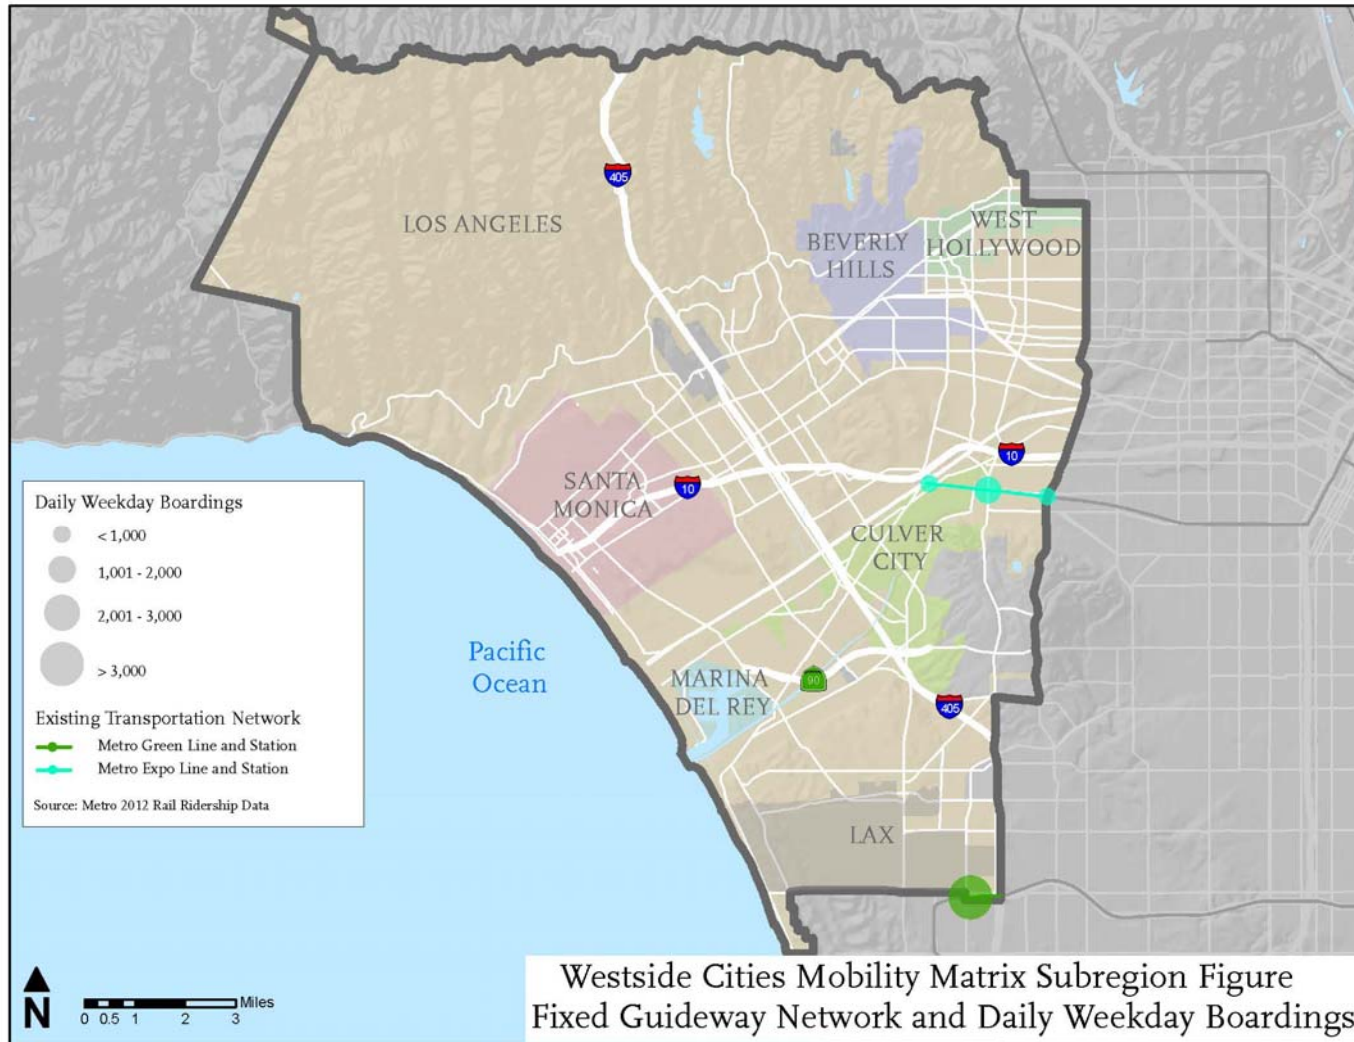 405
LOS ANGELES
WEST
HOLLYWOOD
BEVERLY
HILLS
10
SANTA
MONICA
10
CULVER
CITY
Daily Weekday Boardings
< 1,000
1,001 - 2,000
2,001 - 3,000
> 3,000
Existing Transportation Network
Metro Green Line and Station
Metro Expo Line and Station
Source: Metro 2012 Rail Ridership Data
Pacific
Ocean
MARINA
DEL REY
90
405
LAX
N
0 0.5 1 2 3 Miles
Westside Cities Mobility Matrix Subregion Figure
Fixed Guideway Network and Daily Weekday Boardings